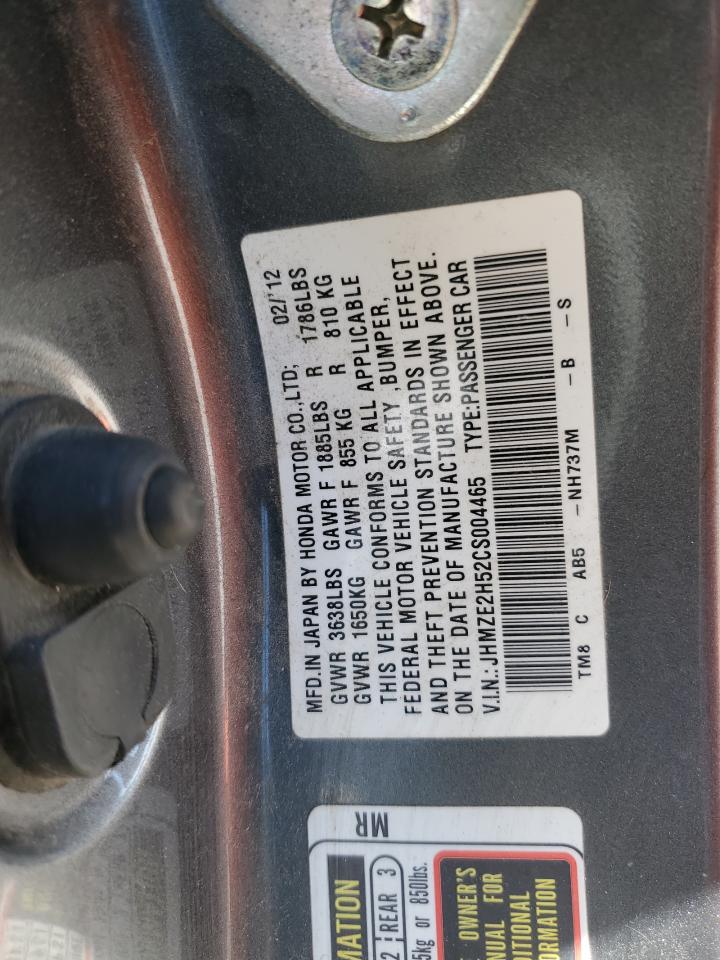 MFD.IN JAPAN BY HONDA MOTOR CO.,LTD; 02/'12
GVWR 3638LBS GAWR F 1885LBS R 1786LBS
GVWR 1650KG GAWR F 855 KG R 810 KG
THIS VEHICLE CONFORMS TO ALL APPLICABLE
FEDERAL MOTOR VEHICLE SAFETY ,BUMPER,
AND THEFT PREVENTION STANDARDS IN EFFECT
ON THE DATE OF MANUFACTURE SHOWN ABOVE.
V.I.N.: JHMZE2H52CS004465 TYPE:PASSENGER CAR
TM8 C AB5 -NH737M -B -S
MR
MATION
2 REAR 3
5kg or 850lbs.
OWNER'S
NUAL FOR
DITIONAL
ORMATION